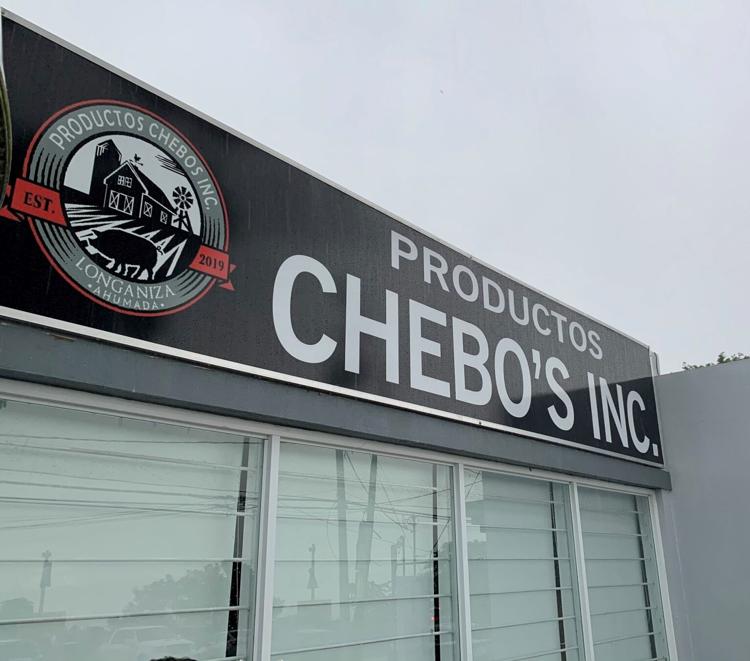 PRODUCTOS CHEBOS INC.
EST. 2019
LONGANIZA
•AHUMADA•
PRODUCTOS
CHEBO'S INC.